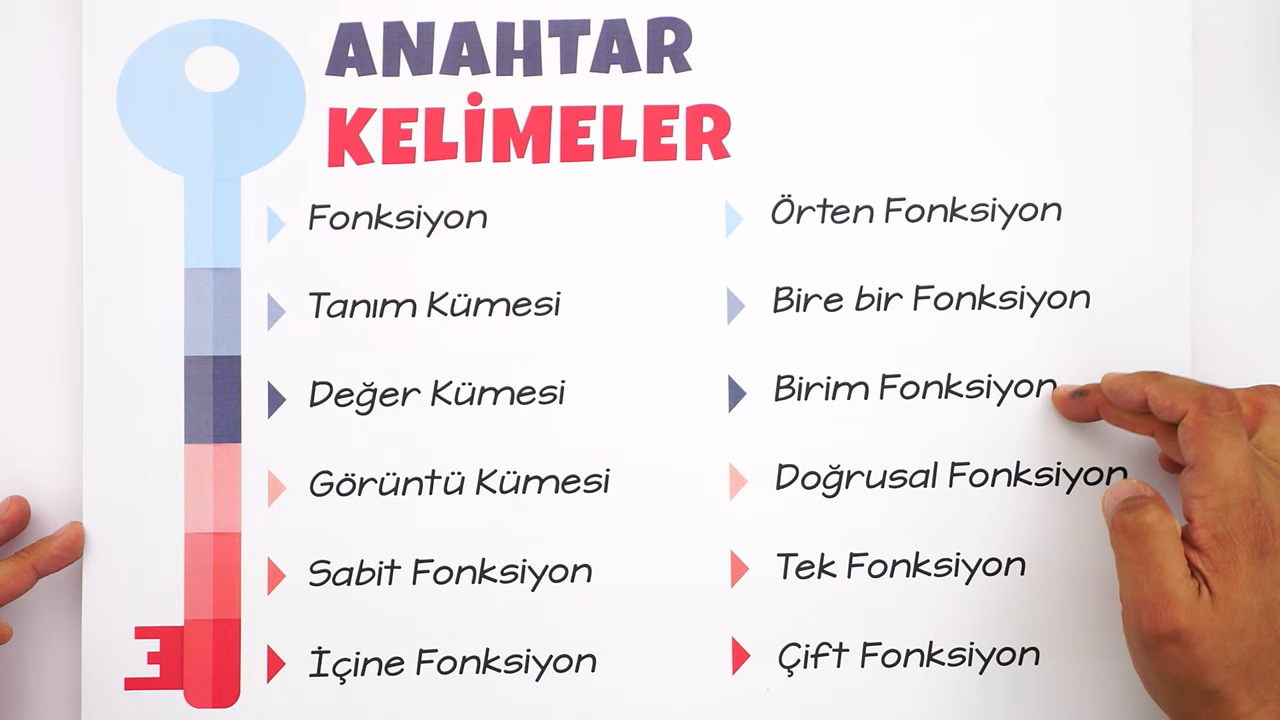 ANAHTAR
KELİMELER
Fonksiyon
Tanım Kümesi
Değer Kümesi
Görüntü Kümesi
Sabit Fonksiyon
İçine Fonksiyon
Örten Fonksiyon
Bire bir Fonksiyon
Birim Fonksiyon
Doğrusal Fonksiyon
Tek Fonksiyon
Çift Fonksiyon